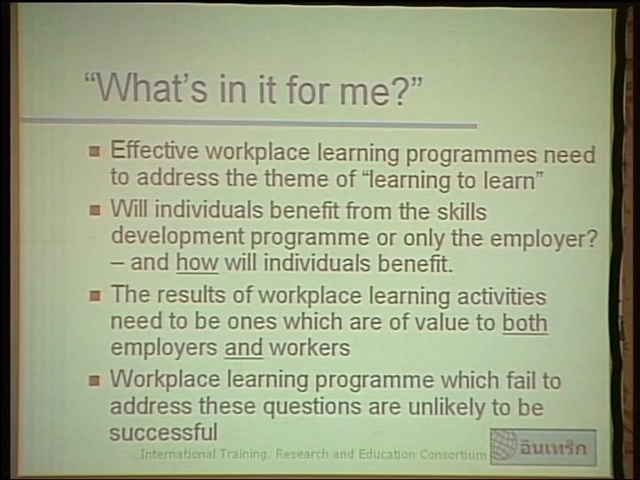 “What’s in it for me?”
Effective workplace learning programmes need
to address the theme of “learning to learn”
Will individuals benefit from the skills
development programme or only the employer?
– and how will individuals benefit.
The results of workplace learning activities
need to be ones which are of value to both
employers and workers
Workplace learning programme which fail to
address these questions are unlikely to be
successful
International Training, Research and Education Consortium
อินเทร็ก